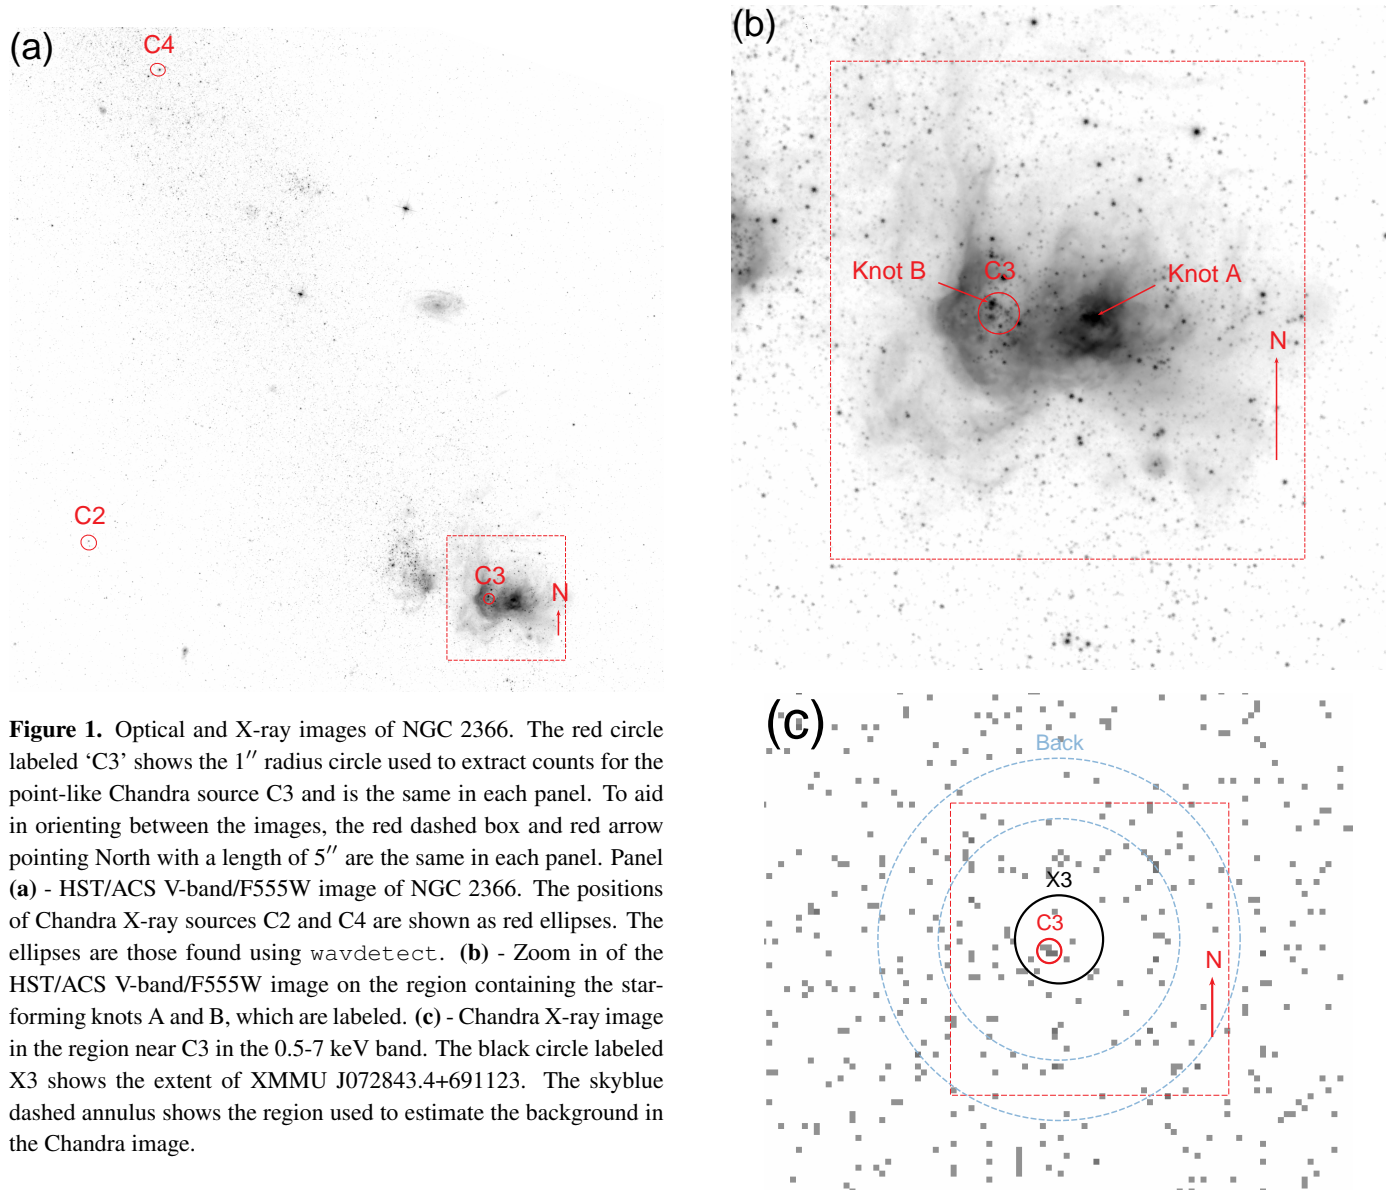 (a)
C4
C2
C3
N
(b)
Knot B
C3
Knot A
N
Figure 1. Optical and X-ray images of NGC 2366. The red circle
labeled ‘C3’ shows the 1″ radius circle used to extract counts for the
point-like Chandra source C3 and is the same in each panel. To aid
in orienting between the images, the red dashed box and red arrow
pointing North with a length of 5″ are the same in each panel. Panel
(a) - HST/ACS V-band/F555W image of NGC 2366. The positions
of Chandra X-ray sources C2 and C4 are shown as red ellipses. The
ellipses are those found using wavdetect. (b) - Zoom in of the
HST/ACS V-band/F555W image on the region containing the star-
forming knots A and B, which are labeled. (c) - Chandra X-ray image
in the region near C3 in the 0.5-7 keV band. The black circle labeled
X3 shows the extent of XMMU J072843.4+691123. The skyblue
dashed annulus shows the region used to estimate the background in
the Chandra image.
(c)
Back
X3
C3
N